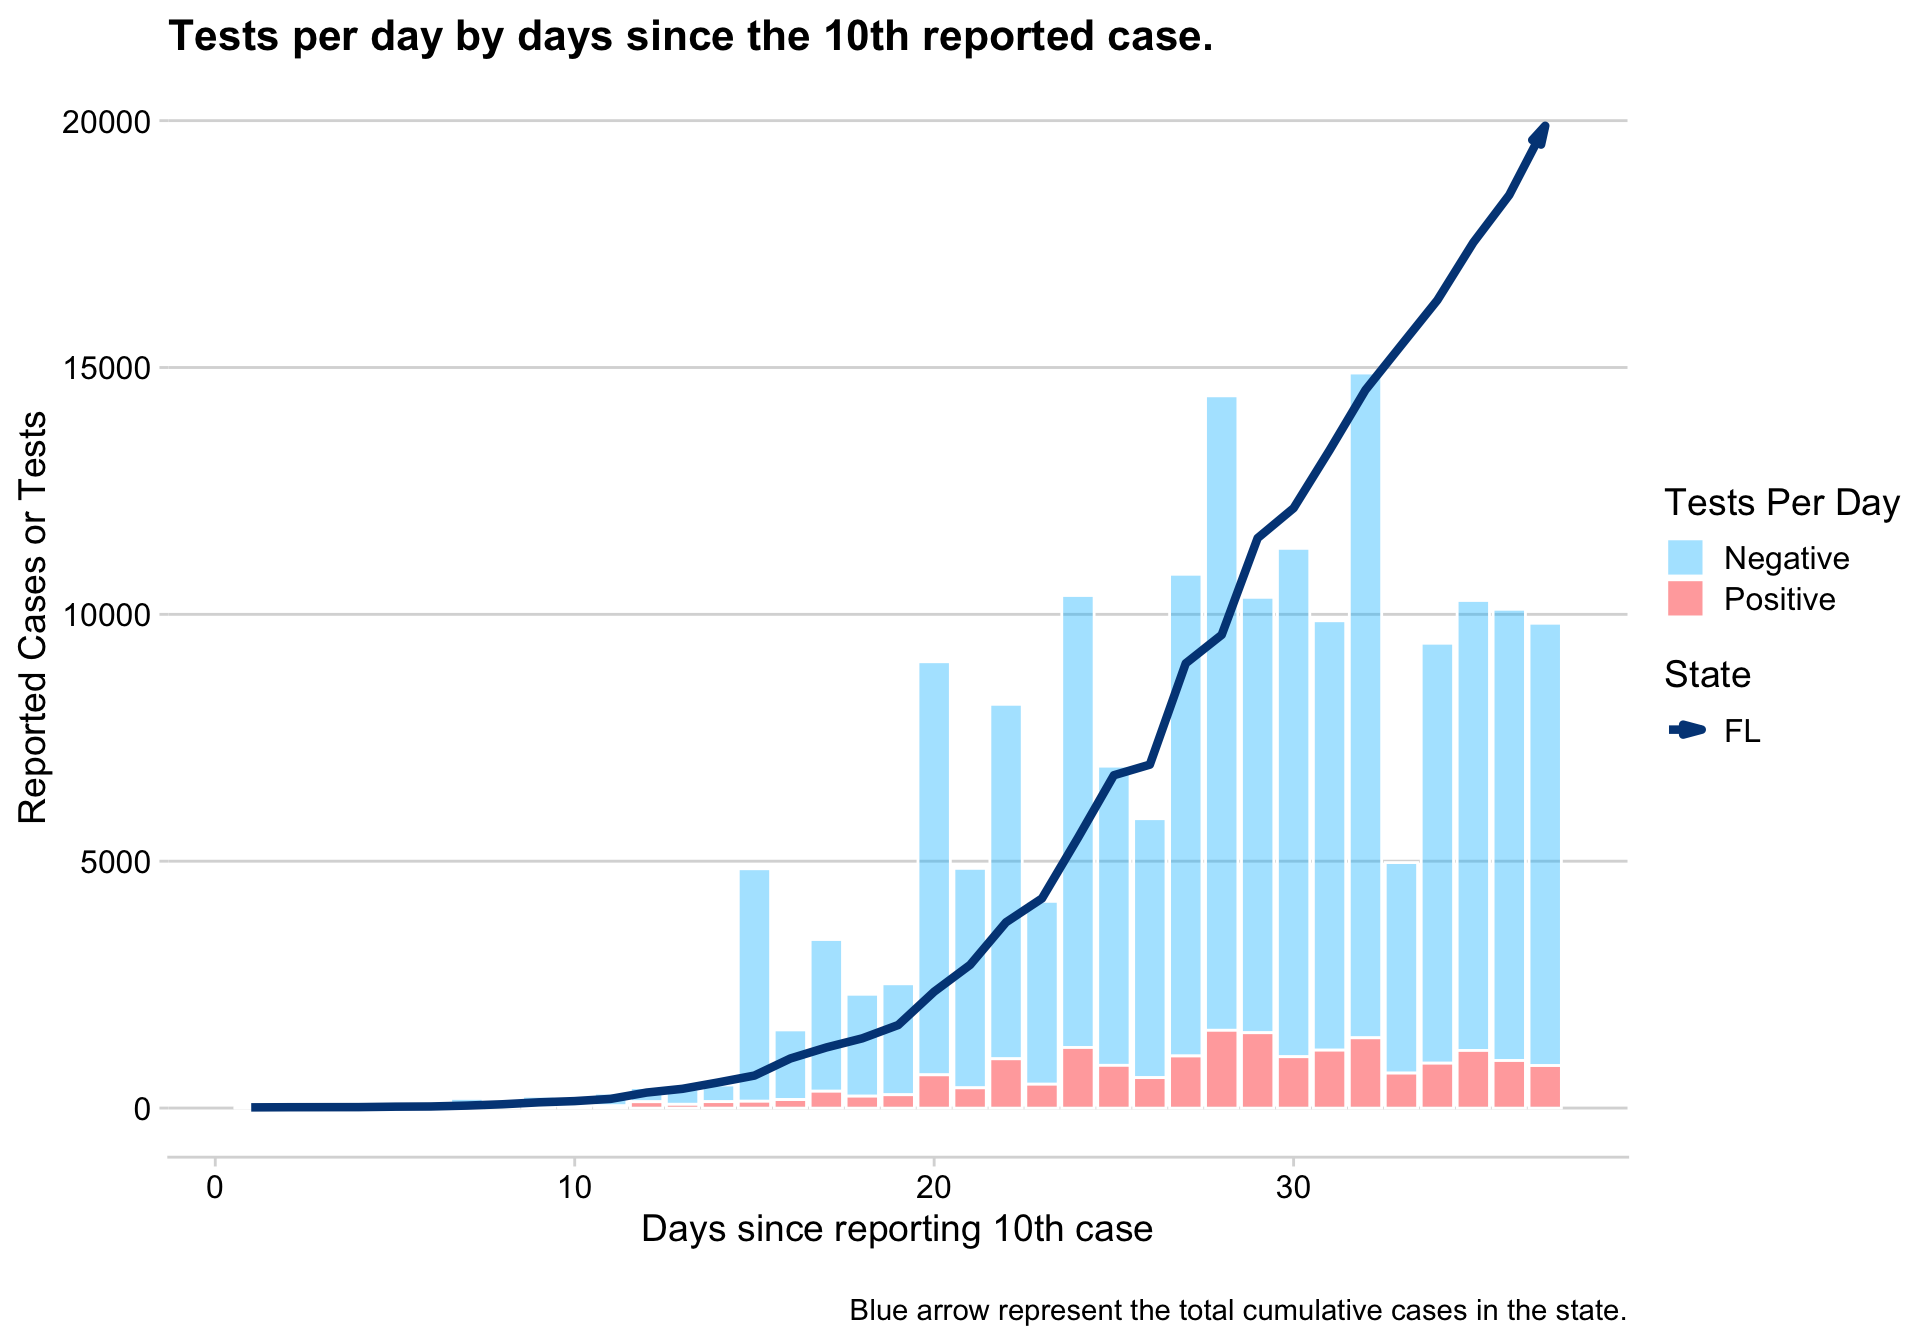 Tests per day by days since the 10th reported case.
20000
15000
10000
5000
0
Reported Cases or Tests
0 10 20 30
Days since reporting 10th case
Tests Per Day
Negative
Positive
State
FL
Blue arrow represent the total cumulative cases in the state.